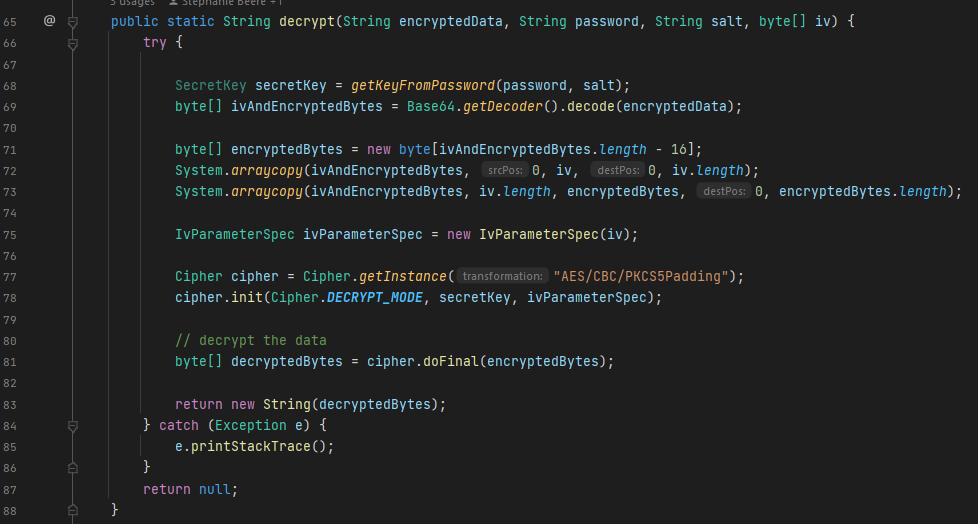 3 usages Stephanie Beere +1
65 @ public static String decrypt(String encryptedData, String password, String salt, byte[] iv) {
66 try {
67
68 SecretKey secretKey = getKeyFromPassword(password, salt);
69 byte[] ivAndEncryptedBytes = Base64.getDecoder().decode(encryptedData);
70
71 byte[] encryptedBytes = new byte[ivAndEncryptedBytes.length - 16];
72 System.arraycopy(ivAndEncryptedBytes, srcPos: 0, iv, destPos: 0, iv.length);
73 System.arraycopy(ivAndEncryptedBytes, iv.length, encryptedBytes, destPos: 0, encryptedBytes.length);
74
75 IvParameterSpec ivParameterSpec = new IvParameterSpec(iv);
76
77 Cipher cipher = Cipher.getInstance( transformation: "AES/CBC/PKCS5Padding");
78 cipher.init(Cipher.DECRYPT_MODE, secretKey, ivParameterSpec);
79
80 // decrypt the data
81 byte[] decryptedBytes = cipher.doFinal(encryptedBytes);
82
83 return new String(decryptedBytes);
84 } catch (Exception e) {
85 e.printStackTrace();
86 }
87 return null;
88 }